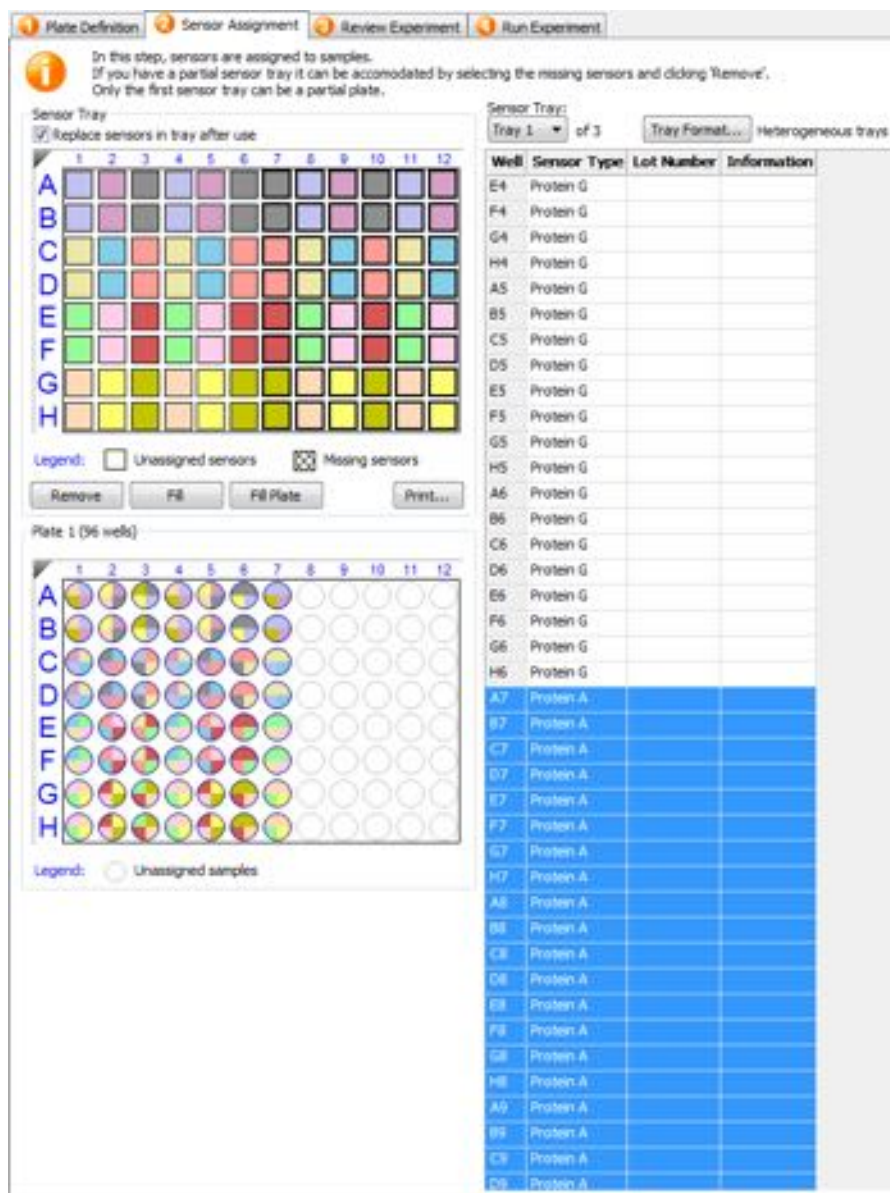 1 Plate Definition 2 Sensor Assignment 3 Review Experiment 4 Run Experiment
In this step, sensors are assigned to samples.
If you have a partial sensor tray it can be accomodated by selecting the missing sensors and clicking 'Remove'.
Only the first sensor tray can be a partial plate.
Sensor Tray
Replace sensors in tray after use
1 2 3 4 5 6 7 8 9 10 11 12
A
B
C
D
E
F
G
H
Legend: Unassigned sensors Missing sensors
Remove Fill Fill Plate Print...
Plate 1 (96 wells)
1 2 3 4 5 6 7 8 9 10 11 12
A
B
C
D
E
F
G
H
Legend: Unassigned samples
Sensor Tray:
Tray 1 of 3 Tray Format... Heterogeneous trays
Well Sensor Type Lot Number Information
E4 Protein G
F4 Protein G
G4 Protein G
H4 Protein G
A5 Protein G
B5 Protein G
C5 Protein G
D5 Protein G
E5 Protein G
F5 Protein G
G5 Protein G
H5 Protein G
A6 Protein G
B6 Protein G
C6 Protein G
D6 Protein G
E6 Protein G
F6 Protein G
G6 Protein G
H6 Protein G
A7 Protein A
B7 Protein A
C7 Protein A
D7 Protein A
E7 Protein A
F7 Protein A
G7 Protein A
H7 Protein A
A8 Protein A
B8 Protein A
C8 Protein A
D8 Protein A
E8 Protein A
F8 Protein A
G8 Protein A
H8 Protein A
A9 Protein A
B9 Protein A
C9 Protein A
D9 Protein A